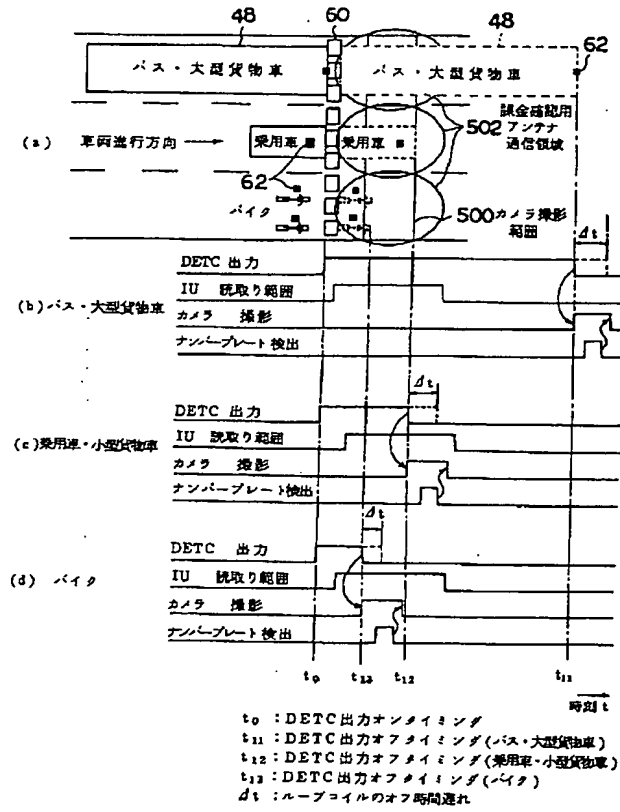 48 60 48
62
バス・大型貨物車 バス・大型貨物車
課金確認用
502 アンテナ
通信領域
(a) 車両進行方向 乗用車 乗用車
62
バイク
500 カメラ撮影
範囲
Δt
DETC 出力
IU 読取り範囲
(b) バス・大型貨物車
カメラ 撮影
ナンバープレート検出
Δt
DETC 出力
(c) 乗用車・小型貨物車
IU 読取り範囲
カメラ 撮影
ナンバープレート検出
Δt
DETC 出力
(d) バイク
IU 読取り範囲
カメラ 撮影
ナンバープレート検出
t0 t13 t12 t11
時刻 t
t0 :DETC出力オンタイミング
t11 :DETC出力オフタイミング(バス・大型貨物車)
t12 :DETC出力オフタイミング(乗用車・小型貨物車)
t13 :DETC出力オフタイミング(バイク)
Δt :ループコイルのオフ時間遅れ